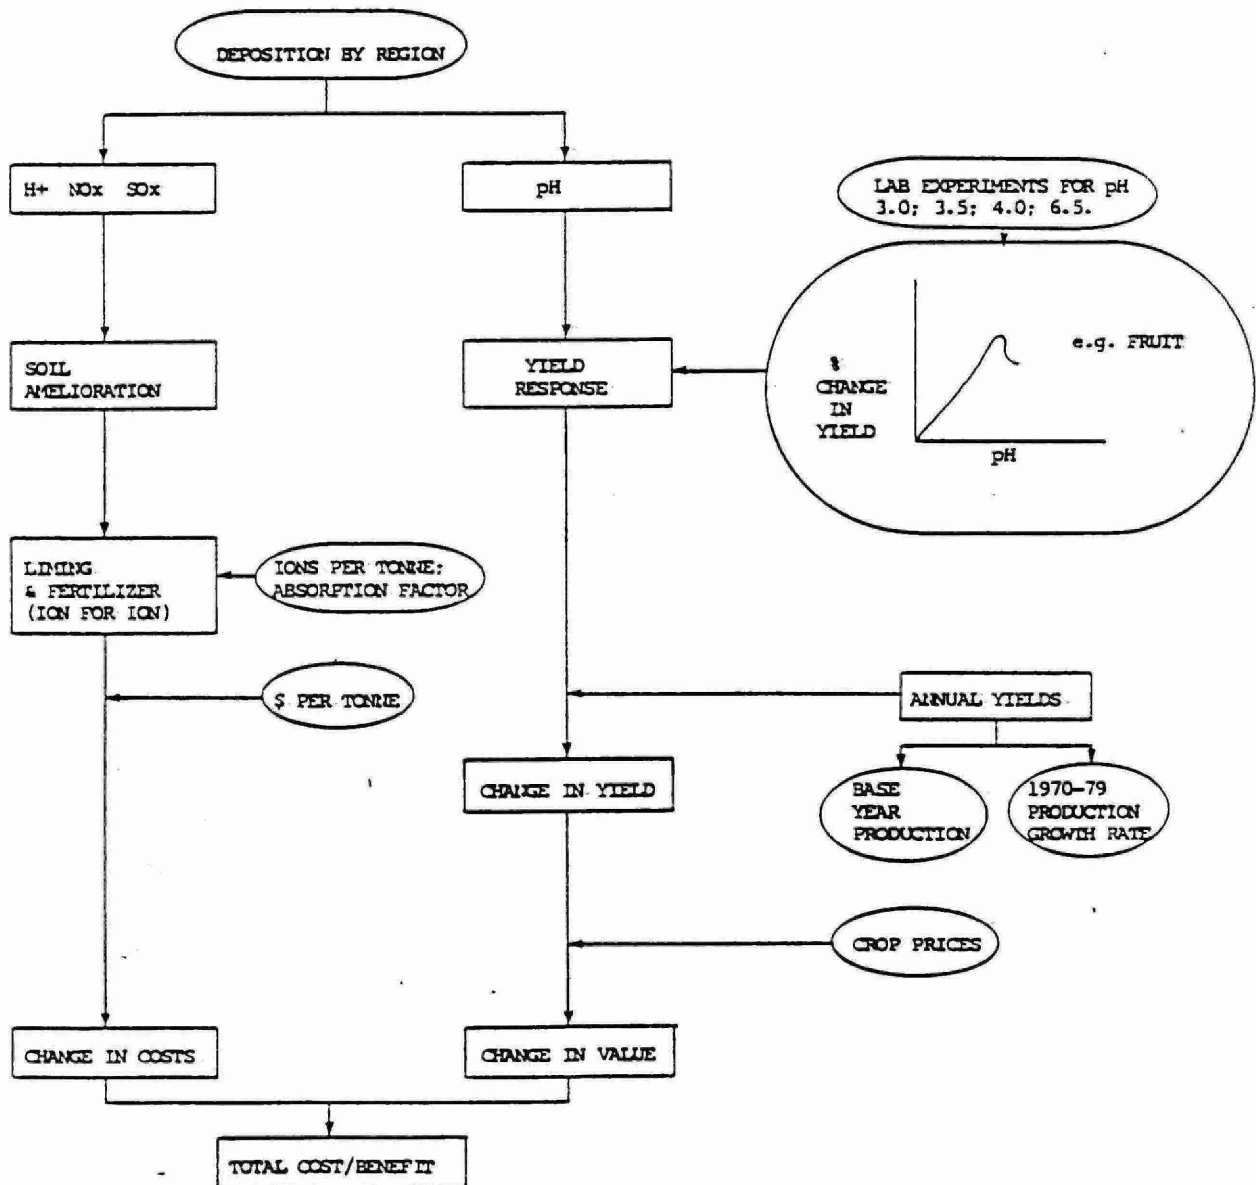 DEPOSITION BY REGION
H+ NOx SOx
pH
LAB EXPERIMENTS FOR pH
3.0; 3.5; 4.0; 6.5.
SOIL
AMELIORATION
YIELD
RESPONSE
%
CHANGE
IN
YIELD
e.g. FRUIT
pH
LIMING
& FERTILIZER
(ION FOR ION)
IONS PER TONNE:
ABSORPTION FACTOR
$ PER TONNE
ANNUAL YIELDS
CHANGE IN YIELD
BASE
YEAR
PRODUCTION
1970-79
PRODUCTION
GROWTH RATE
CROP PRICES
CHANGE IN COSTS
CHANGE IN VALUE
TOTAL COST/BENEFIT